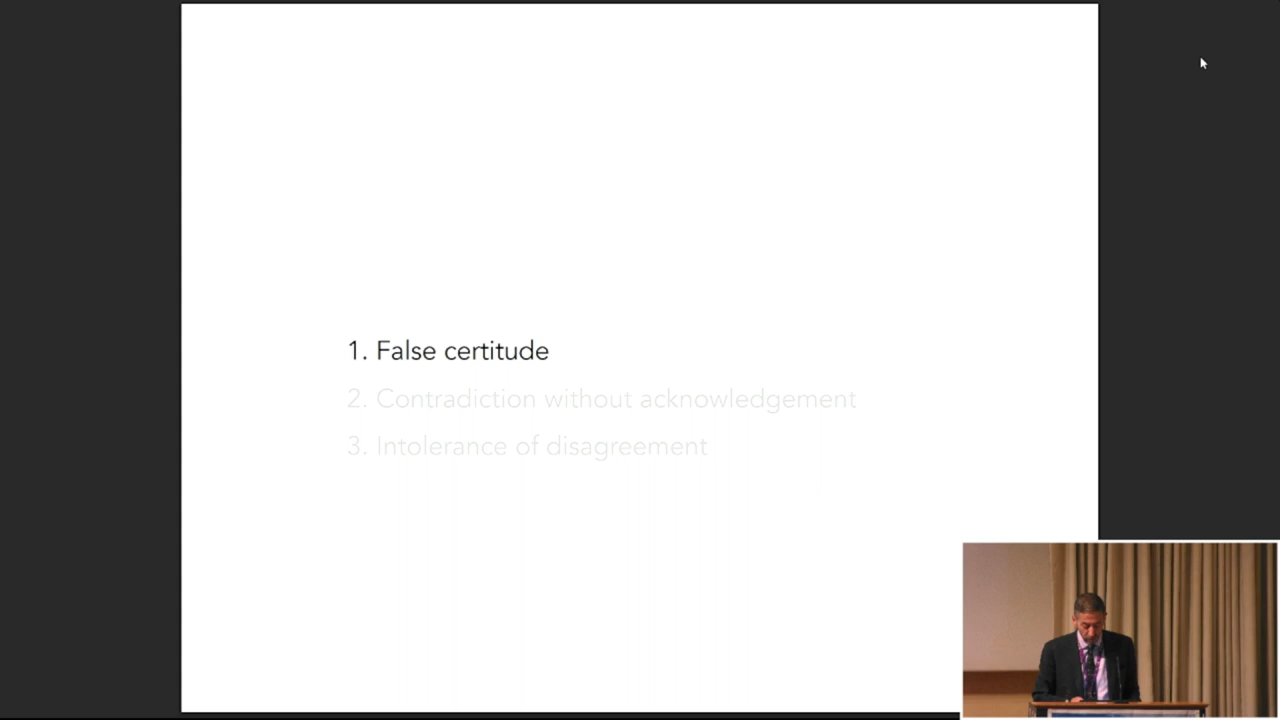 1. False certitude
2. Contradiction without acknowledgement
3. Intolerance of disagreement